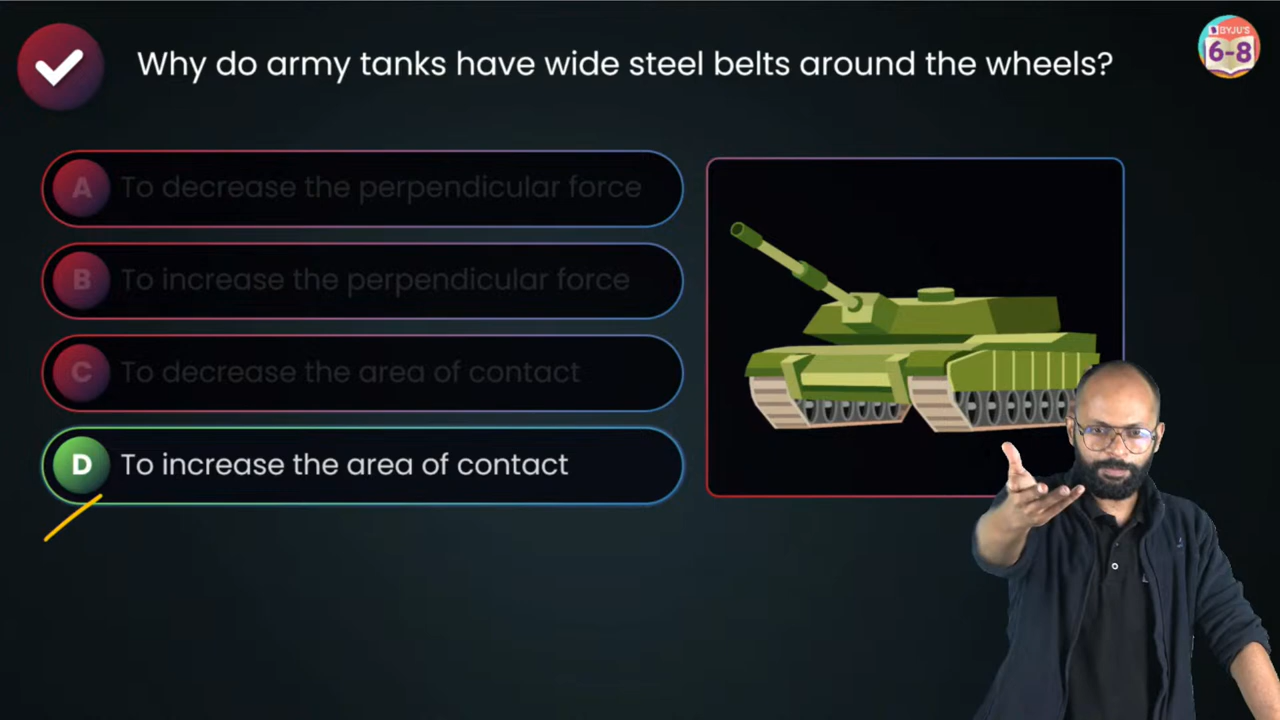 Why do army tanks have wide steel belts around the wheels?
BYJU'S
6-8
A To decrease the perpendicular force
B To increase the perpendicular force
C To decrease the area of contact
D To increase the area of contact